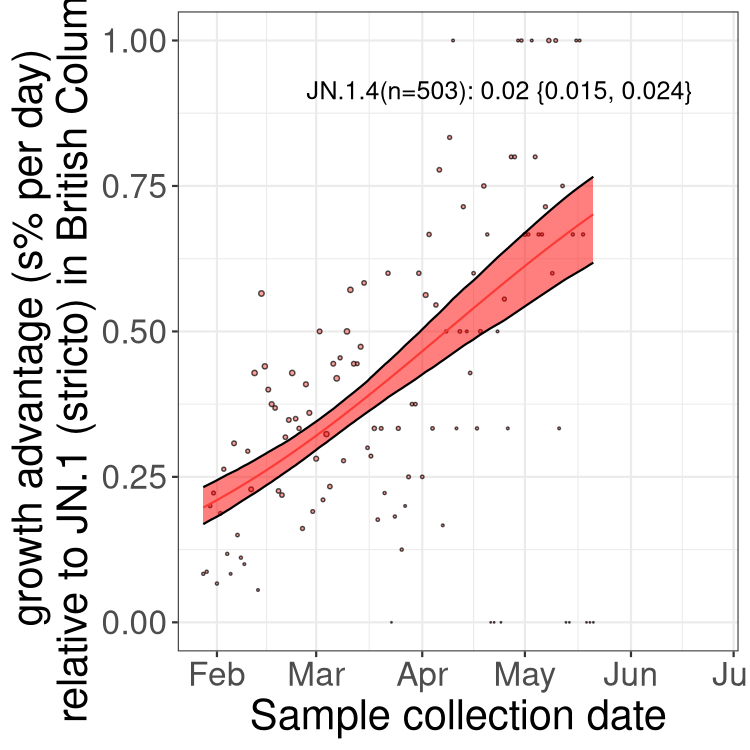 growth advantage (s% per day)
relative to JN.1 (stricto) in British Colum
1.00
0.75
0.50
0.25
0.00
JN.1.4(n=503): 0.02 {0.015, 0.024}
Feb Mar Apr May Jun Ju
Sample collection date